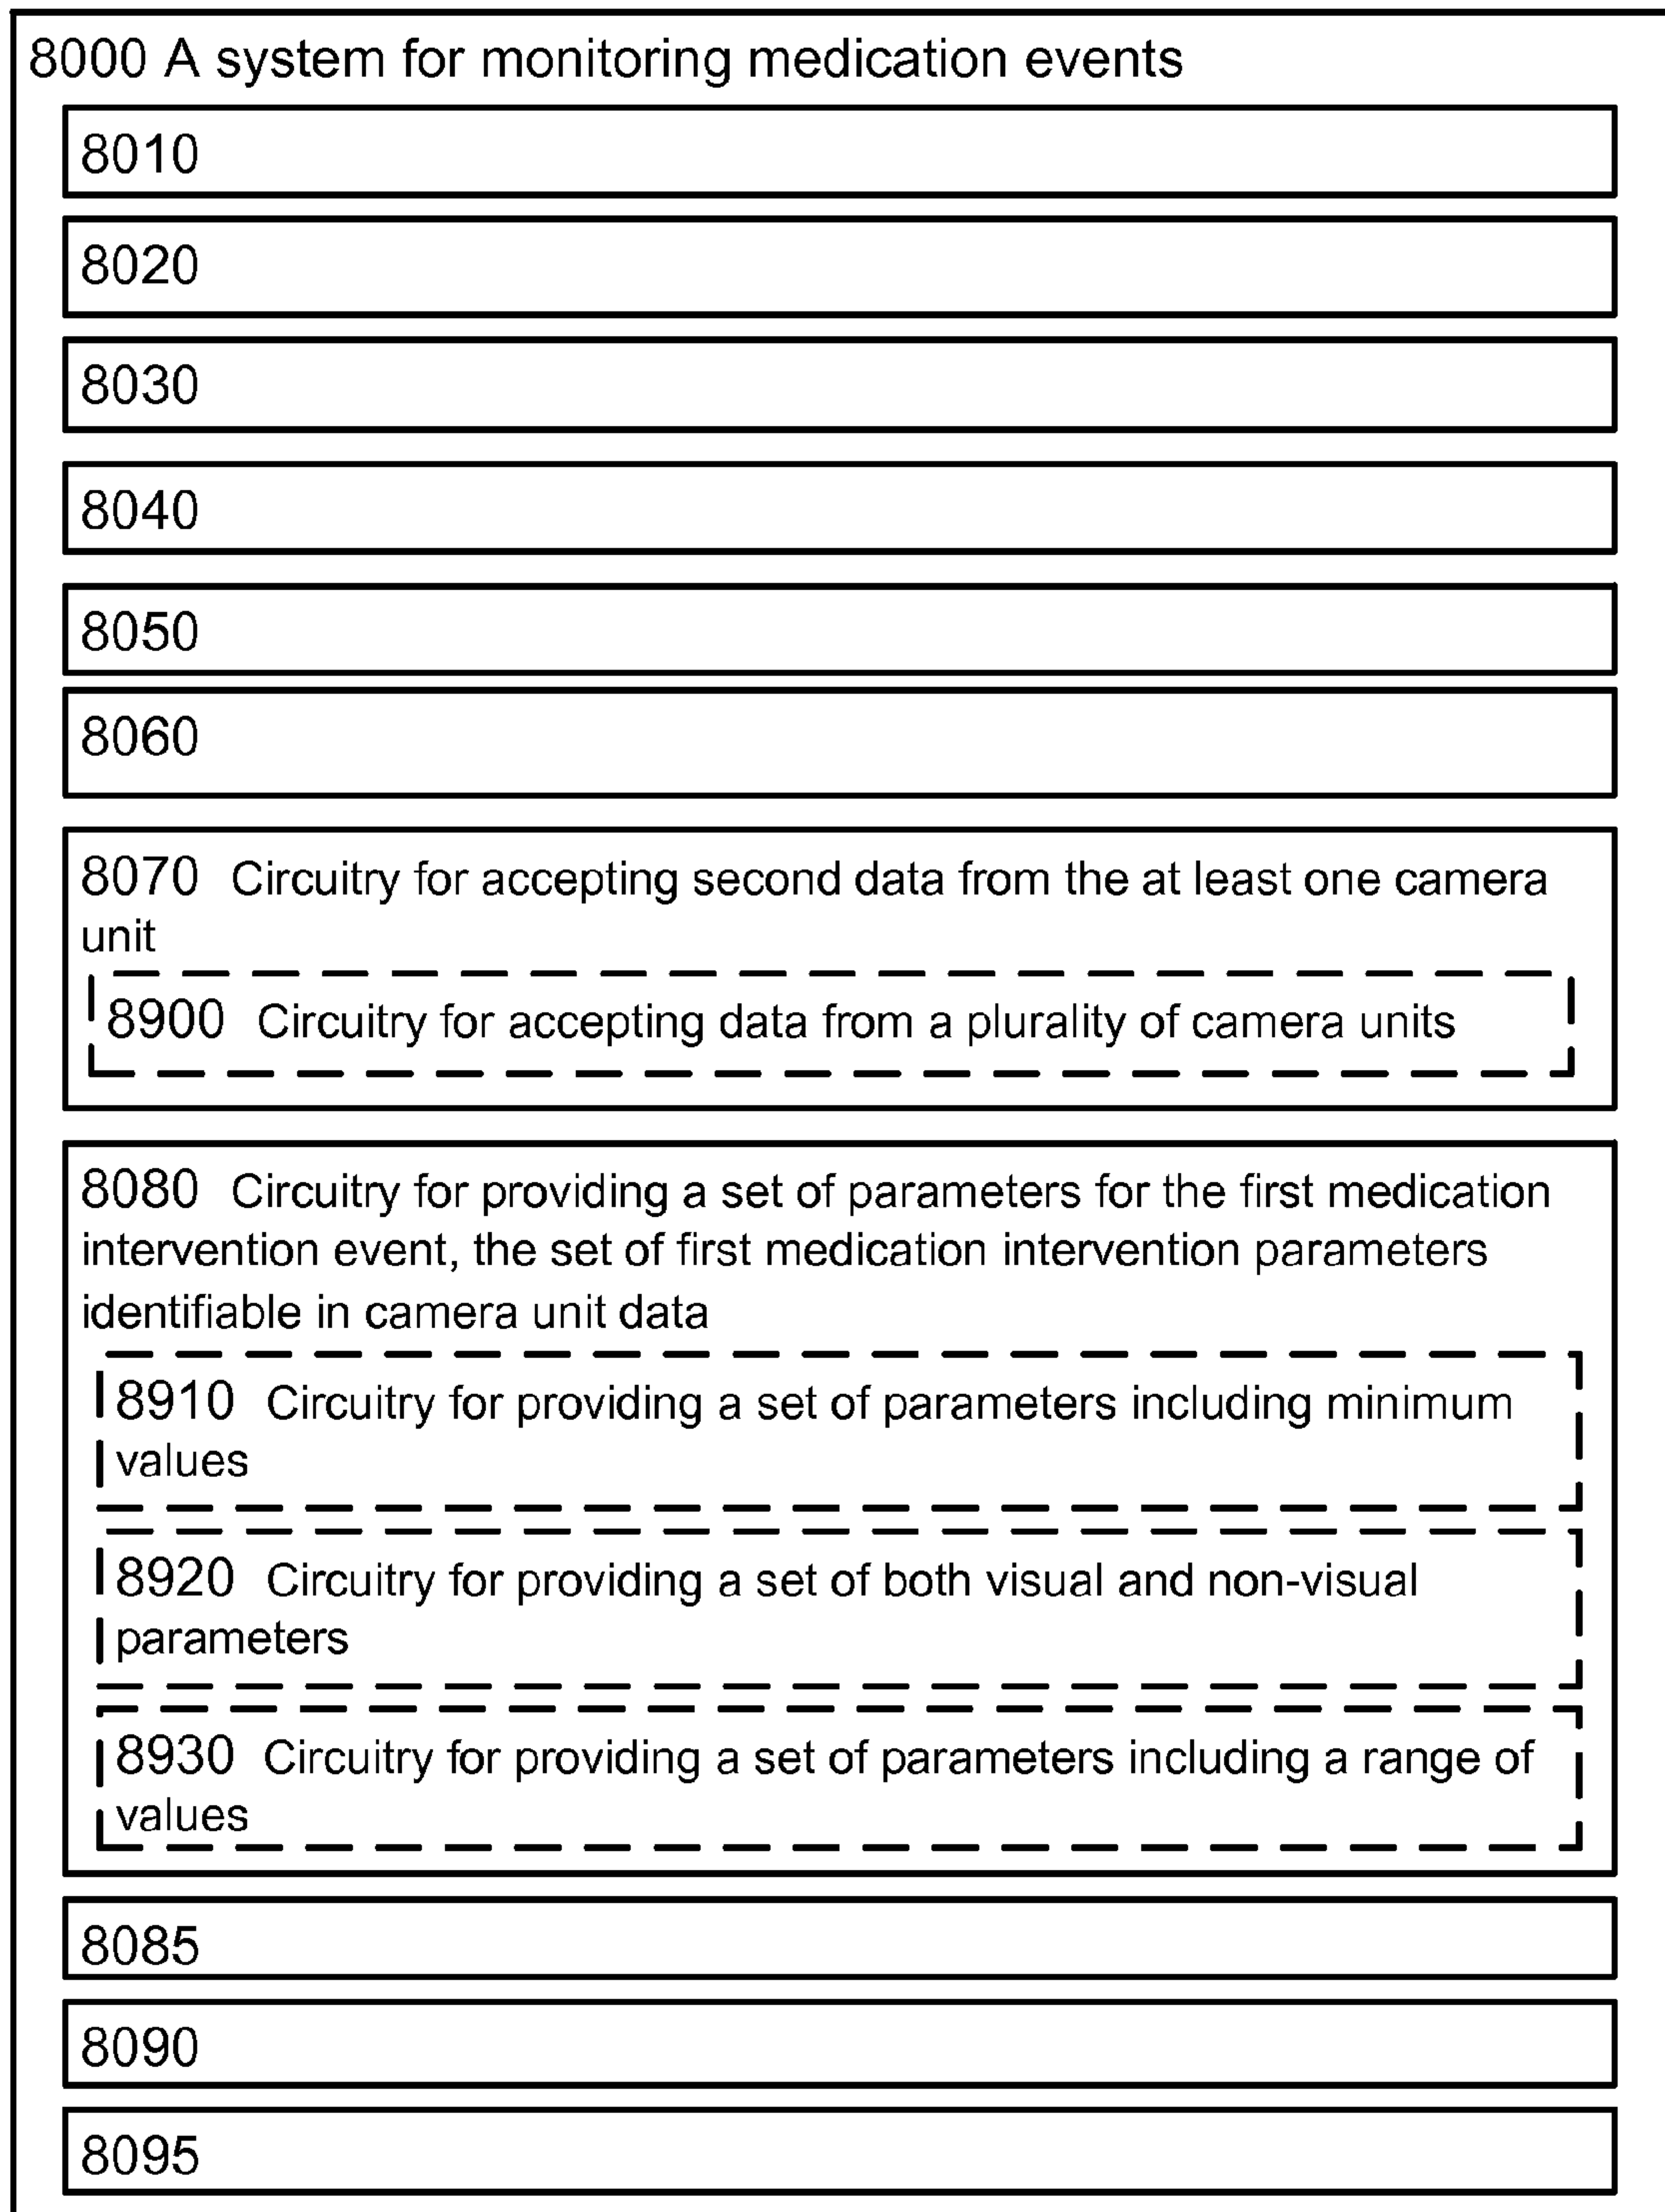 8000 A system for monitoring medication events
8010
8020
8030
8040
8050
8060
8070 Circuitry for accepting second data from the at least one camera
unit
8900 Circuitry for accepting data from a plurality of camera units
8080 Circuitry for providing a set of parameters for the first medication
intervention event, the set of first medication intervention parameters
identifiable in camera unit data
8910 Circuitry for providing a set of parameters including minimum
values
8920 Circuitry for providing a set of both visual and non-visual
parameters
8930 Circuitry for providing a set of parameters including a range of
values
8085
8090
8095